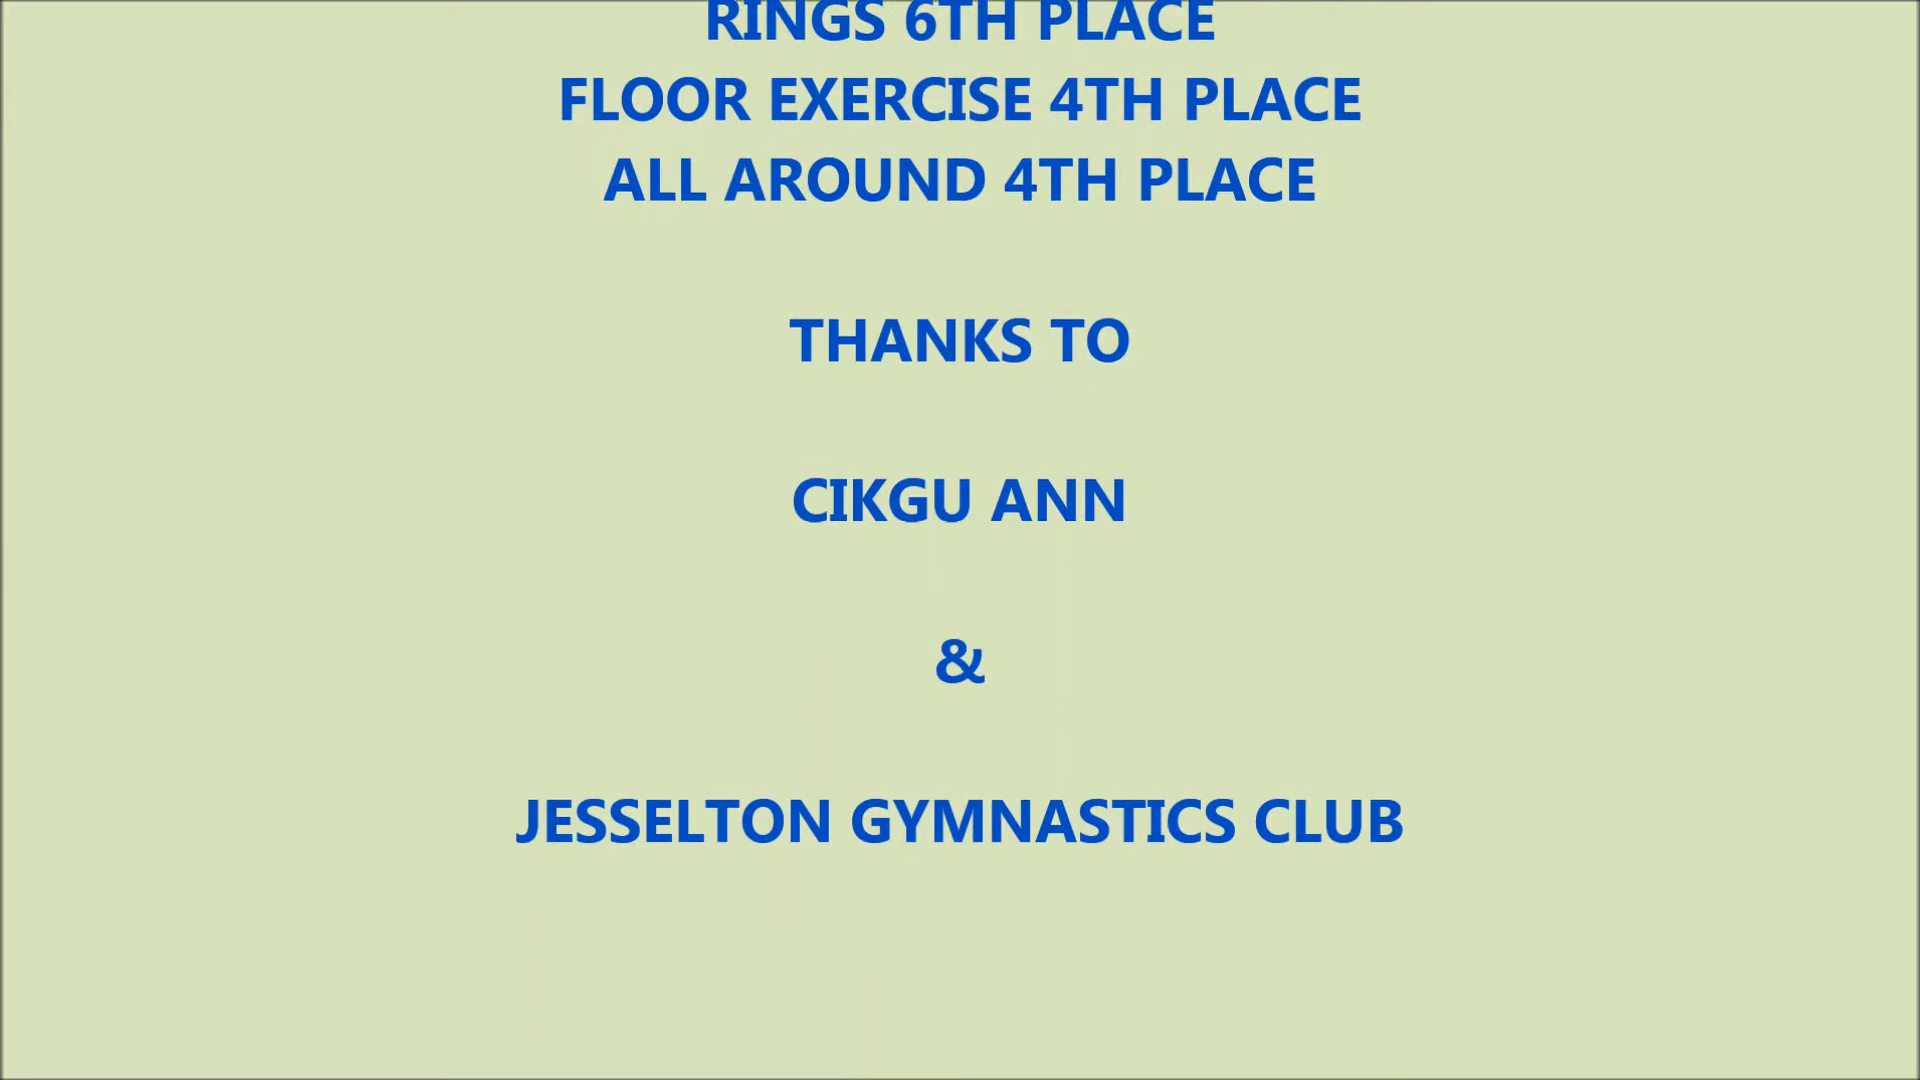 RINGS 6TH PLACE
FLOOR EXERCISE 4TH PLACE
ALL AROUND 4TH PLACE
THANKS TO
CIKGU ANN
&
JESSELTON GYMNASTICS CLUB